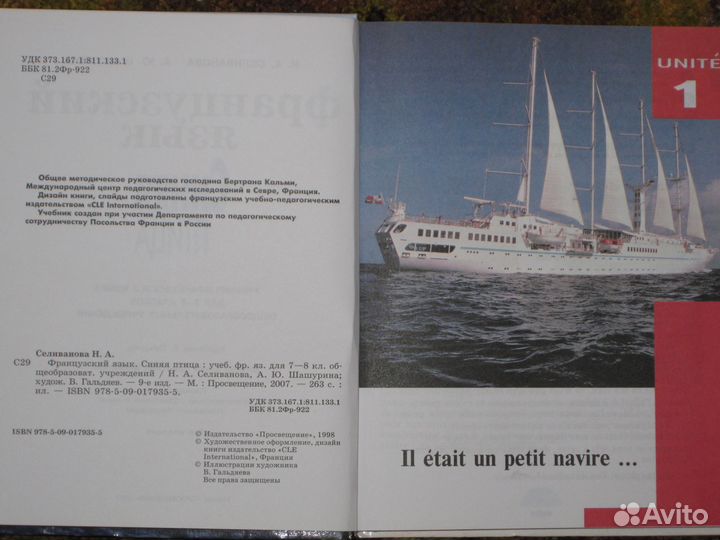 УДК 373.167.1:811.133.1
ББК 81.2Фр-922
С29
Общее методическое руководство господина Бертрана Кальми,
Международный центр педагогических исследований в Севре, Франция.
Дизайн книги, слайды подготовлены французским учебно-педагогическим
издательством «CLE International».
Учебник создан при участии Департамента по педагогическому
сотрудничеству Посольства Франции в России
Селиванова Н. А.
С29 Французский язык. Синяя птица : учеб. фр. яз. для 7—8 кл. об-
щеобразоват. учреждений / Н. А. Селиванова, А. Ю. Шашурина;
худож. В. Гальдяев. — 9-е изд. — М. : Просвещение, 2007. — 263 с. :
ил. — ISBN 978-5-09-017935-5.
УДК 373.167.1:811.133.1
ББК 81.2Фр-922
ISBN 978-5-09-017935-5
© Издательство «Просвещение», 1998
© Художественное оформление, дизайн
книги издательство «CLE
International», Франция
© Иллюстрации художника
В. Гальдяева
Все права защищены
UNITÉ
1
Il était un petit navire ...
Avito